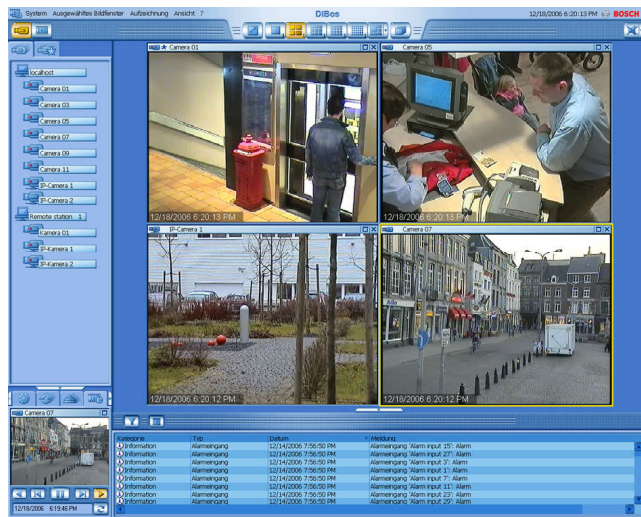 System Ausgewähltes Bildfenster Aufzeichnung Ansicht ?
DiBos
12/18/2006 6:20:13 PM
BOSCH
localhost
Camera 01
Camera 03
Camera 05
Camera 07
Camera 09
Camera 11
IP-Camera 1
IP-Camera 2
Remote station 1
Kamera 01
IP-Kamera 1
IP-Kamera 2
Camera 01
12/18/2006 6:20:13 PM
Camera 05
12/18/2006 6:20:13 PM
IP-Camera 1
12/18/2006 6:20:12 PM
Camera 07
12/18/2006 6:20:12 PM
Camera 07
12/18/2006 6:19:46 PM
Kategorie Typ Datum Meldung
Information Alarmeingang 12/14/2006 7:56:50 PM Alarmeingang 'Alarm input 15': Alarm
Information Alarmeingang 12/14/2006 7:56:50 PM Alarmeingang 'Alarm input 27': Alarm
Information Alarmeingang 12/14/2006 7:56:50 PM Alarmeingang 'Alarm input 3': Alarm
Information Alarmeingang 12/14/2006 7:56:50 PM Alarmeingang 'Alarm input 1': Alarm
Information Alarmeingang 12/14/2006 7:56:50 PM Alarmeingang 'Alarm input 7': Alarm
Information Alarmeingang 12/14/2006 7:56:50 PM Alarmeingang 'Alarm input 11': Alarm
Information Alarmeingang 12/14/2006 7:56:50 PM Alarmeingang 'Alarm input 23': Alarm
Information Alarmeingang 12/14/2006 7:56:50 PM Alarmeingang 'Alarm input 29': Alarm